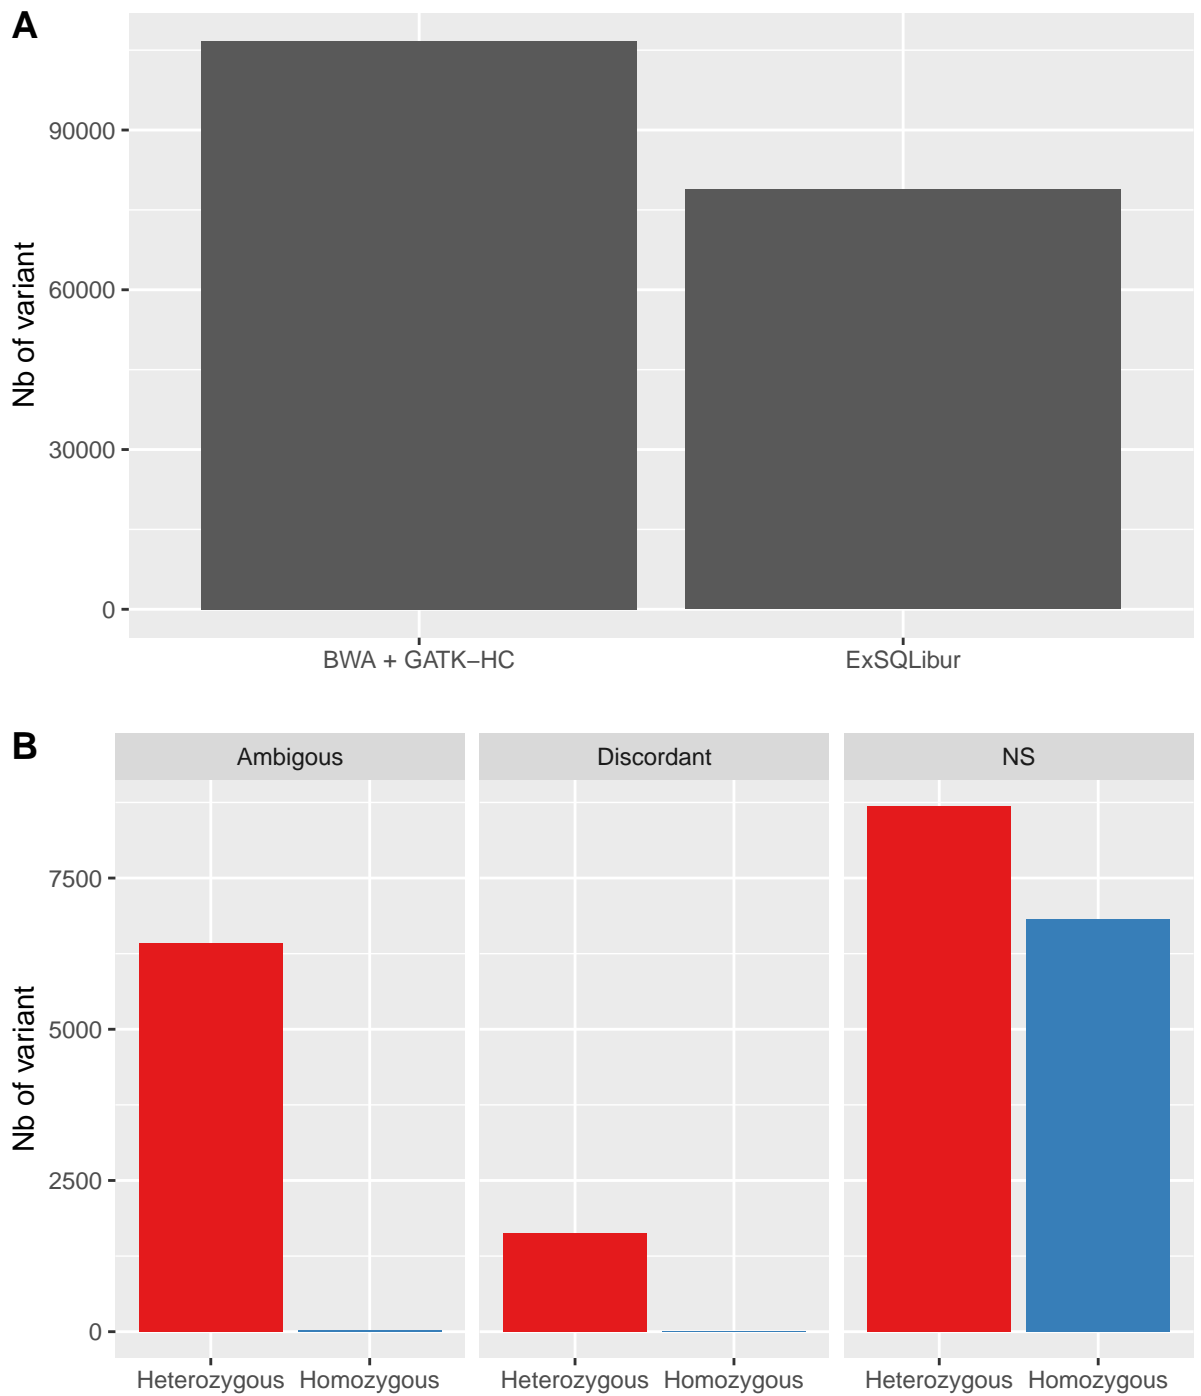 A
Nb of variant
90000
60000
30000
0
BWA + GATK−HC
ExSQLibur
B
Ambigous
Discordant
NS
Nb of variant
7500
5000
2500
0
Heterozygous
Homozygous
Heterozygous
Homozygous
Heterozygous
Homozygous